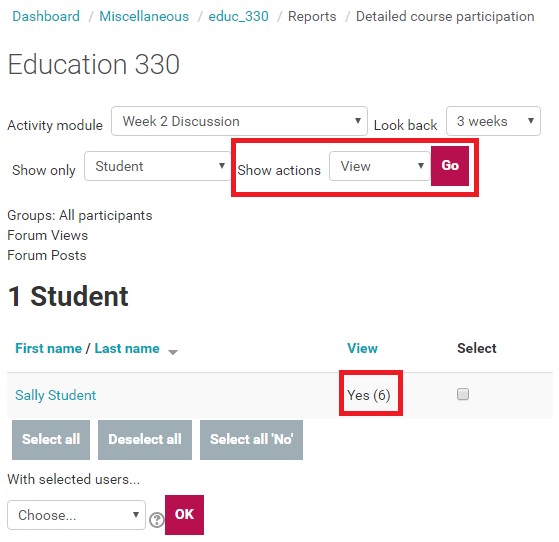 Dashboard / Miscellaneous / educ_330 / Reports / Detailed course participation
Education 330
Activity module Week 2 Discussion Look back 3 weeks
Show only Student Show actions View Go
Groups: All participants
Forum Views
Forum Posts
1 Student
First name / Last name View Select
Sally Student Yes (6)
Select all Deselect all Select all 'No'
With selected users...
Choose... ? OK